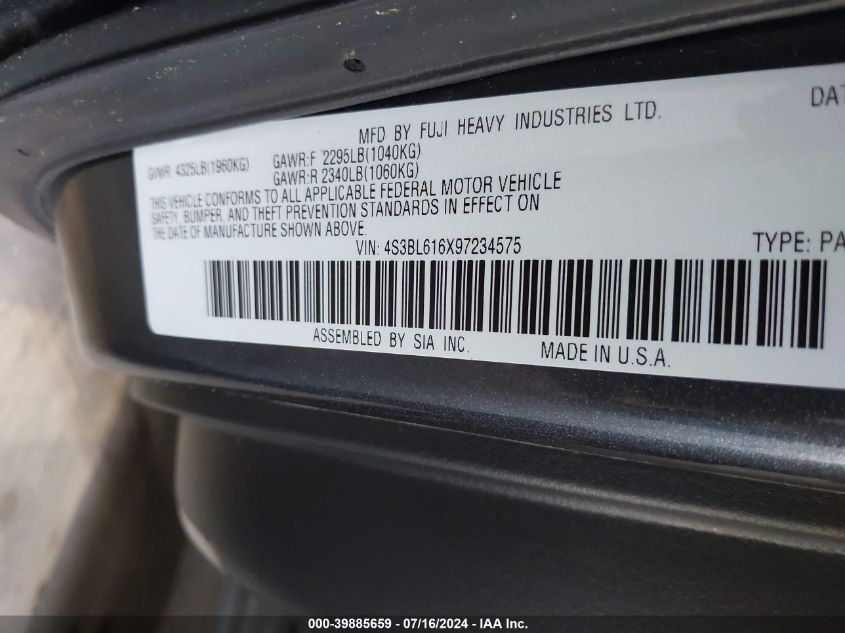 MFD BY FUJI HEAVY INDUSTRIES LTD.
DAT
GVWR: 4325LB(1960KG)
GAWR:F 2295LB(1040KG)
GAWR:R 2340LB(1060KG)
THIS VEHICLE CONFORMS TO ALL APPLICABLE FEDERAL MOTOR VEHICLE
SAFETY, BUMPER, AND THEFT PREVENTION STANDARDS IN EFFECT ON
THE DATE OF MANUFACTURE SHOWN ABOVE.
VIN: 4S3BL616X97234575
TYPE: PA
ASSEMBLED BY SIA INC.
MADE IN U.S.A.
000-39885659 - 07/16/2024 - IAA Inc.